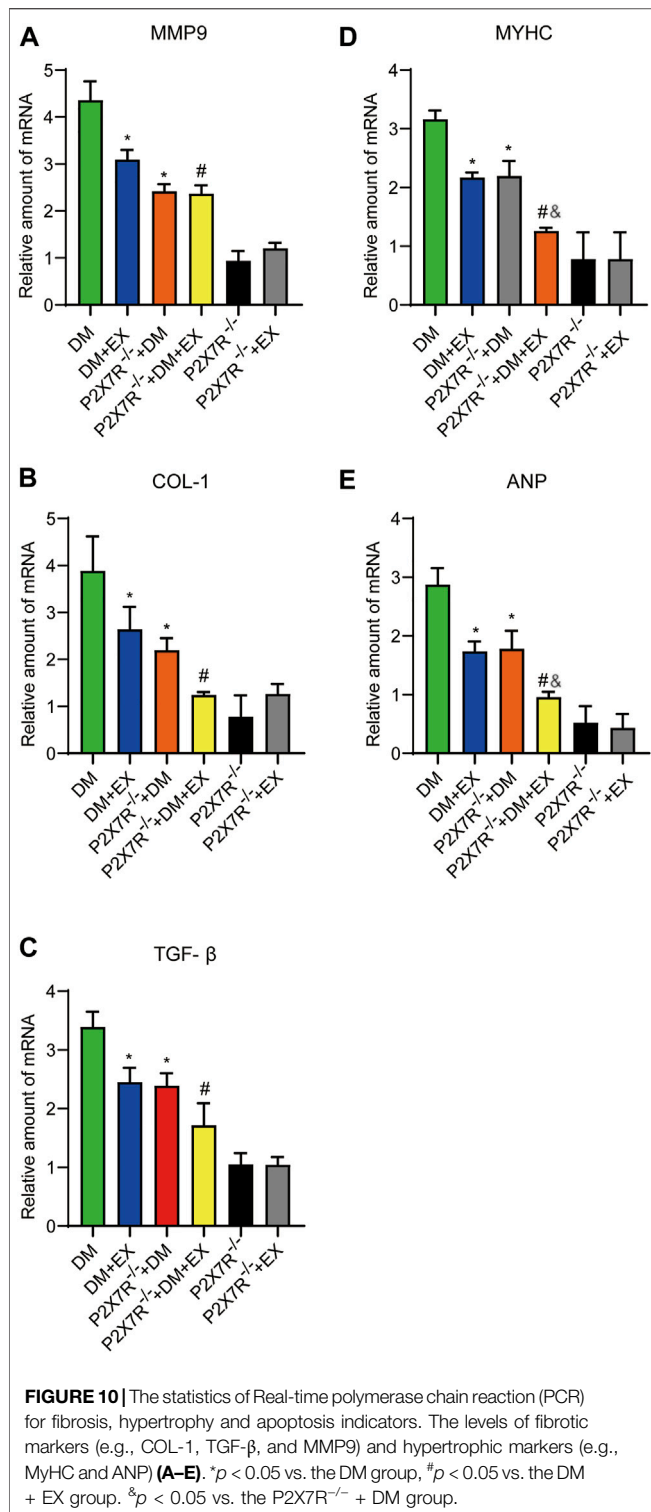 A
MMP9
Relative amount of mRNA
5
4
3
2
1
0
*
*
#
DM
DM+EX
P2X7R-/-+DM
P2X7R-/-+DM+EX
P2X7R-/-
P2X7R-/-+EX
B
COL-1
Relative amount of mRNA
5
4
3
2
1
0
*
*
#
DM
DM+EX
P2X7R-/-+DM
P2X7R-/-+DM+EX
P2X7R-/-
P2X7R-/-+EX
C
TGF- β
Relative amount of mRNA
4
3
2
1
0
*
*
#
DM
DM+EX
P2X7R-/-+DM
P2X7R-/-+DM+EX
P2X7R-/-
P2X7R-/-+EX
D
MYHC
Relative amount of mRNA
4
3
2
1
0
*
*
#&
DM
DM+EX
P2X7R-/-+DM
P2X7R-/-+DM+EX
P2X7R-/-
P2X7R-/-+EX
E
ANP
Relative amount of mRNA
4
3
2
1
0
*
*
#&
DM
DM+EX
P2X7R-/-+DM
P2X7R-/-+DM+EX
P2X7R-/-
P2X7R-/-+EX
FIGURE 10 | The statistics of Real-time polymerase chain reaction (PCR)
for fibrosis, hypertrophy and apoptosis indicators. The levels of fibrotic
markers (e.g., COL-1, TGF-β, and MMP9) and hypertrophic markers (e.g.,
MyHC and ANP) (A–E). *p < 0.05 vs. the DM group, #p < 0.05 vs. the DM
+ EX group. &p < 0.05 vs. the P2X7R−/− + DM group.